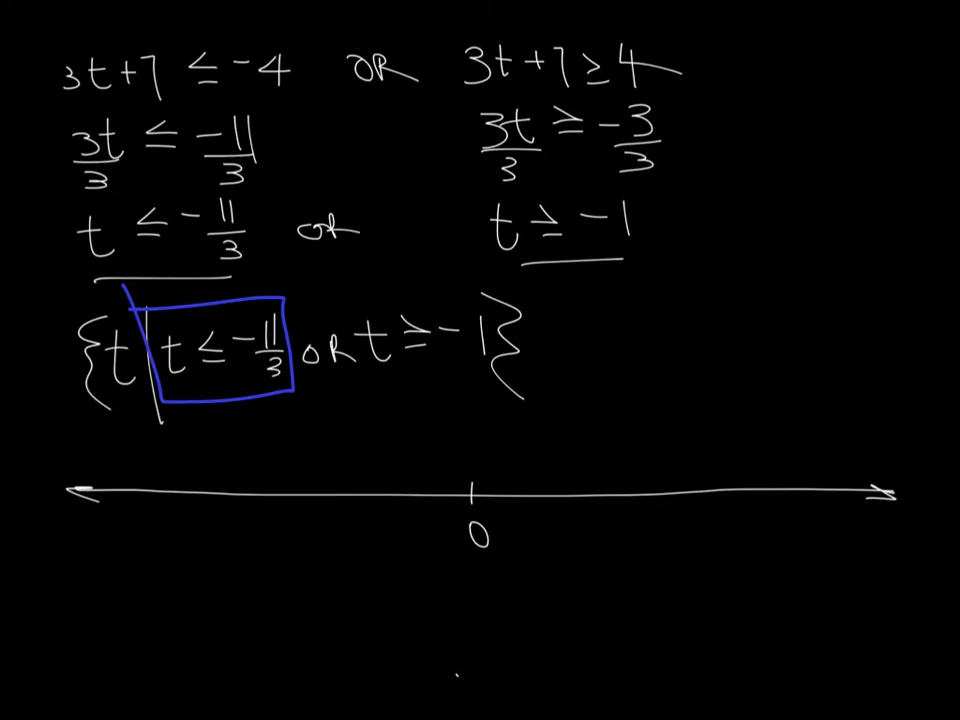 3t+7 ≤ -4 OR 3t+7 ≥ 4
3t/3 ≤ -11/3 3t/3 ≥ -3/3
t ≤ -11/3 or t ≥ -1
{t | t ≤ -11/3 OR t ≥ -1}
0